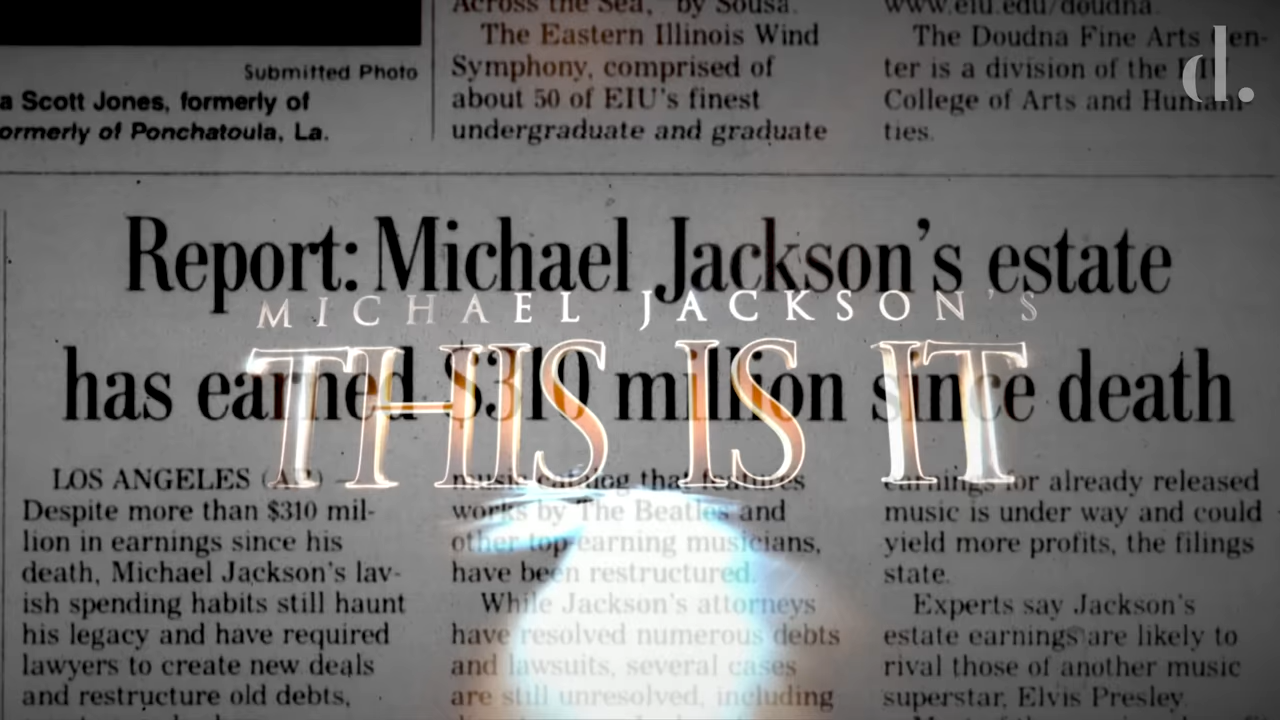 Across the Sea," by Sousa.
The Eastern Illinois Wind
Symphony, comprised of
about 50 of EIU's finest
undergraduate and graduate
www.eiu.edu/doudna.
The Doudna Fine Arts Cen-
ter is a division of the EIU
College of Arts and Humani-
ties.
d.
Submitted Photo
a Scott Jones, formerly of
ormerly of Ponchatoula, La.
Report: Michael Jackson's estate
has earned $310 million since death
MICHAEL JACKSON'S
THIS IS IT
LOS ANGELES (AP) —
Despite more than $310 mil-
lion in earnings since his
death, Michael Jackson's lav-
ish spending habits still haunt
his legacy and have required
lawyers to create new deals
and restructure old debts,
music catalog that features
works by The Beatles and
other top earning musicians,
have been restructured.
While Jackson's attorneys
have resolved numerous debts
and lawsuits, several cases
are still unresolved, including
earnings for already released
music is under way and could
yield more profits, the filings
state.
Experts say Jackson's
estate earnings are likely to
rival those of another music
superstar, Elvis Presley.